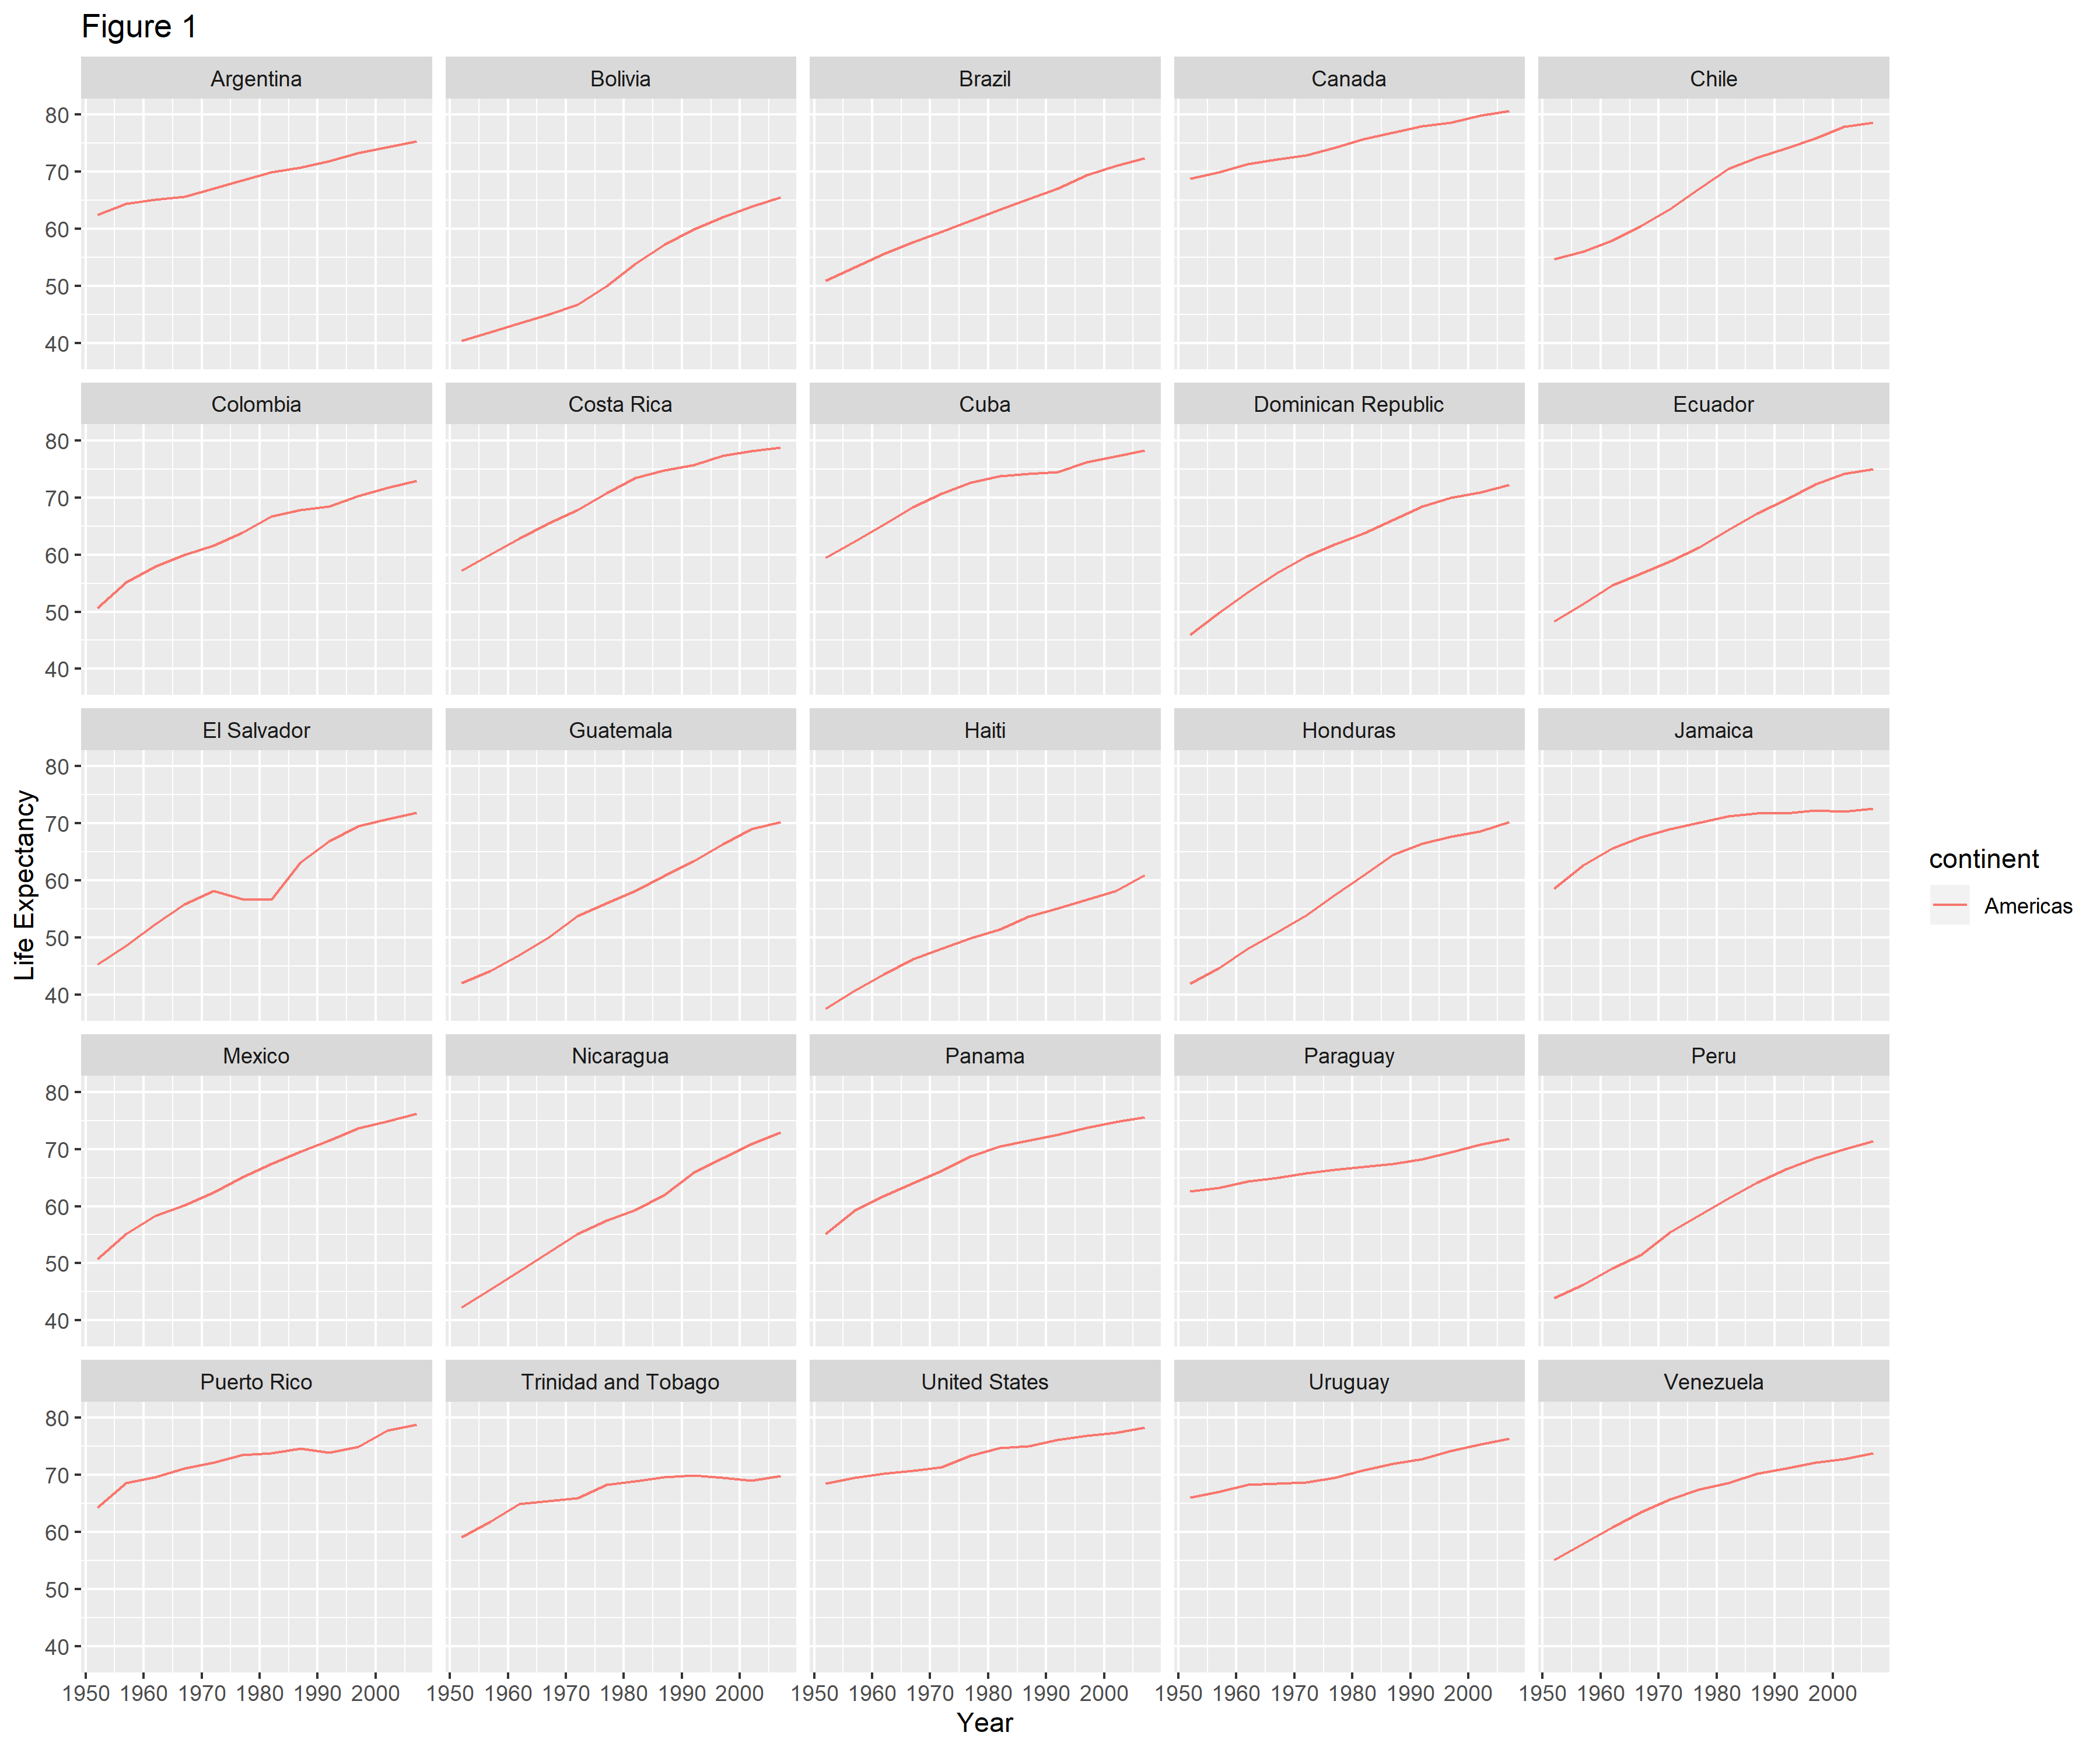 Figure 1
Argentina Bolivia Brazil Canada Chile
80
70
60
50
40
Colombia Costa Rica Cuba Dominican Republic Ecuador
80
70
60
50
40
El Salvador Guatemala Haiti Honduras Jamaica
80
70
60
50
40
Mexico Nicaragua Panama Paraguay Peru
80
70
60
50
40
Puerto Rico Trinidad and Tobago United States Uruguay Venezuela
80
70
60
50
40
1950 1960 1970 1980 1990 2000 1950 1960 1970 1980 1990 2000 1950 1960 1970 1980 1990 2000 1950 1960 1970 1980 1990 2000 1950 1960 1970 1980 1990 2000
Year
Life Expectancy
continent
Americas